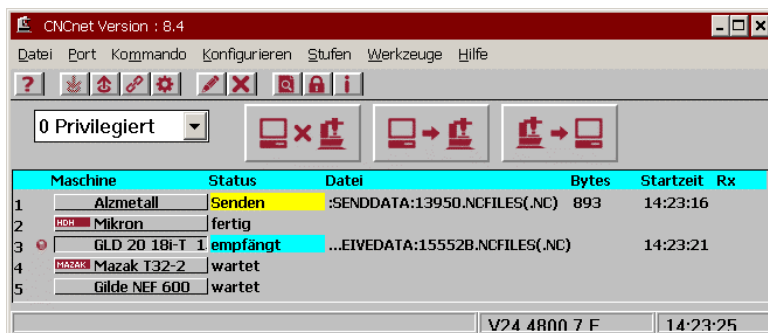 CNCnet Version : 8.4
Datei Port Kommando Konfigurieren Stufen Werkzeuge Hilfe
?
0 Privilegiert
Maschine Status Datei Bytes Startzeit Rx
1 Alzmetall Senden :SENDDATA:13950.NCFILES(.NC) 893 14:23:16
2 HDH Mikron fertig
3 GLD 20 18i-T 1. empfängt ...EIVEDATA:15552B.NCFILES(.NC) 14:23:21
4 MAZAK Mazak T32-2 wartet
5 Gilde NEF 600 wartet
V24 4800 7 E 14:23:25